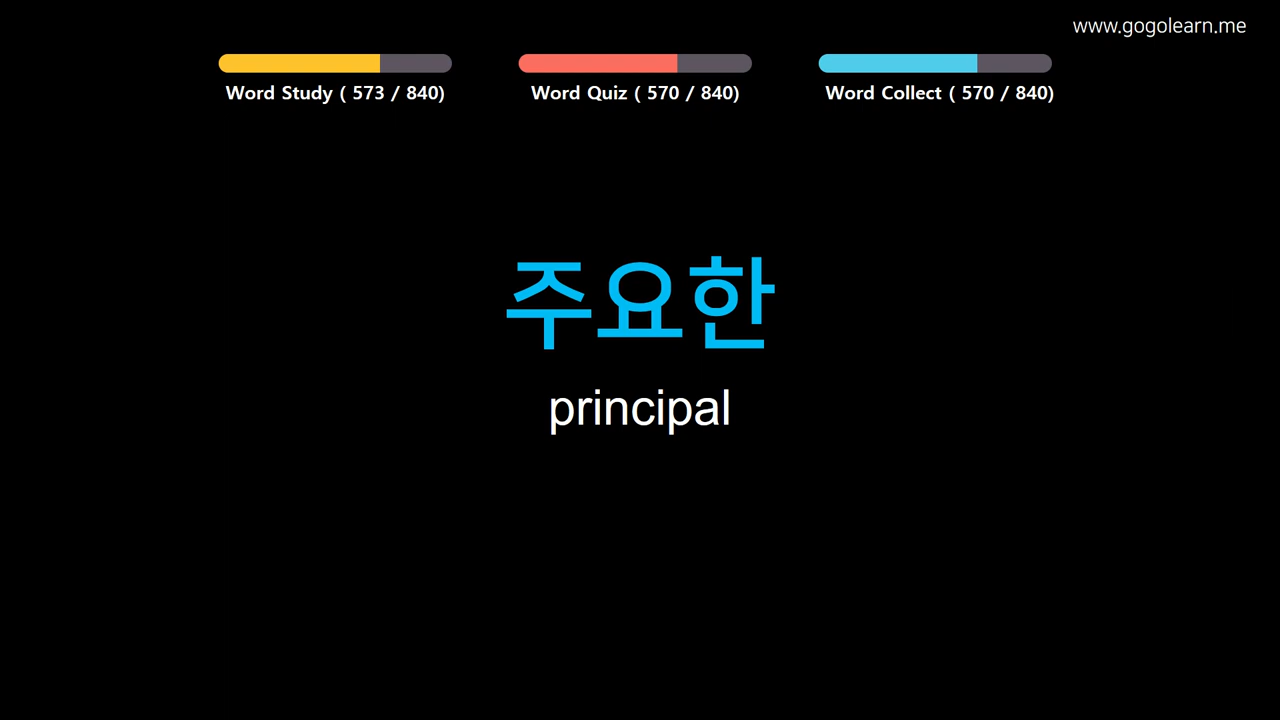 www.gogolearn.me
Word Study ( 573 / 840)
Word Quiz ( 570 / 840)
Word Collect ( 570 / 840)
주요한
principal